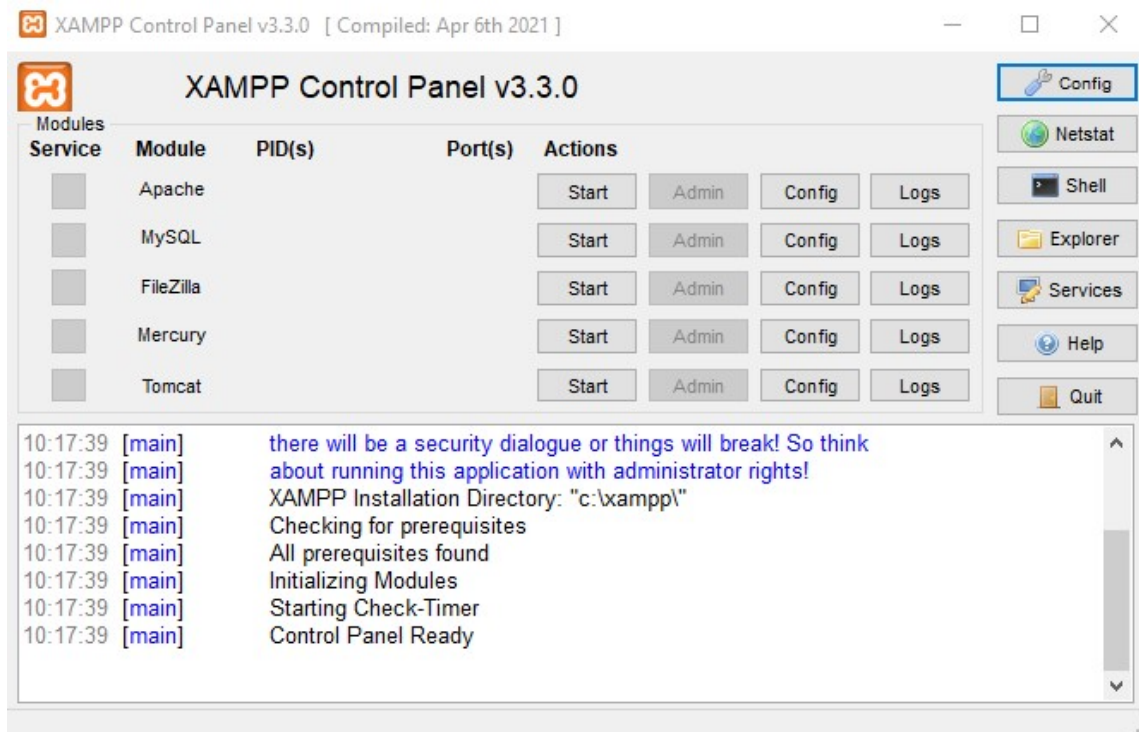 XAMPP Control Panel v3.3.0 [ Compiled: Apr 6th 2021 ]
XAMPP Control Panel v3.3.0
Config
Modules
Netstat
Service Module PID(s) Port(s) Actions
Apache Start Admin Config Logs
Shell
MySQL Start Admin Config Logs
Explorer
FileZilla Start Admin Config Logs
Services
Mercury Start Admin Config Logs
Help
Tomcat Start Admin Config Logs
Quit
10:17:39 [main] there will be a security dialogue or things will break! So think
10:17:39 [main] about running this application with administrator rights!
10:17:39 [main] XAMPP Installation Directory: "c:\xampp\"
10:17:39 [main] Checking for prerequisites
10:17:39 [main] All prerequisites found
10:17:39 [main] Initializing Modules
10:17:39 [main] Starting Check-Timer
10:17:39 [main] Control Panel Ready